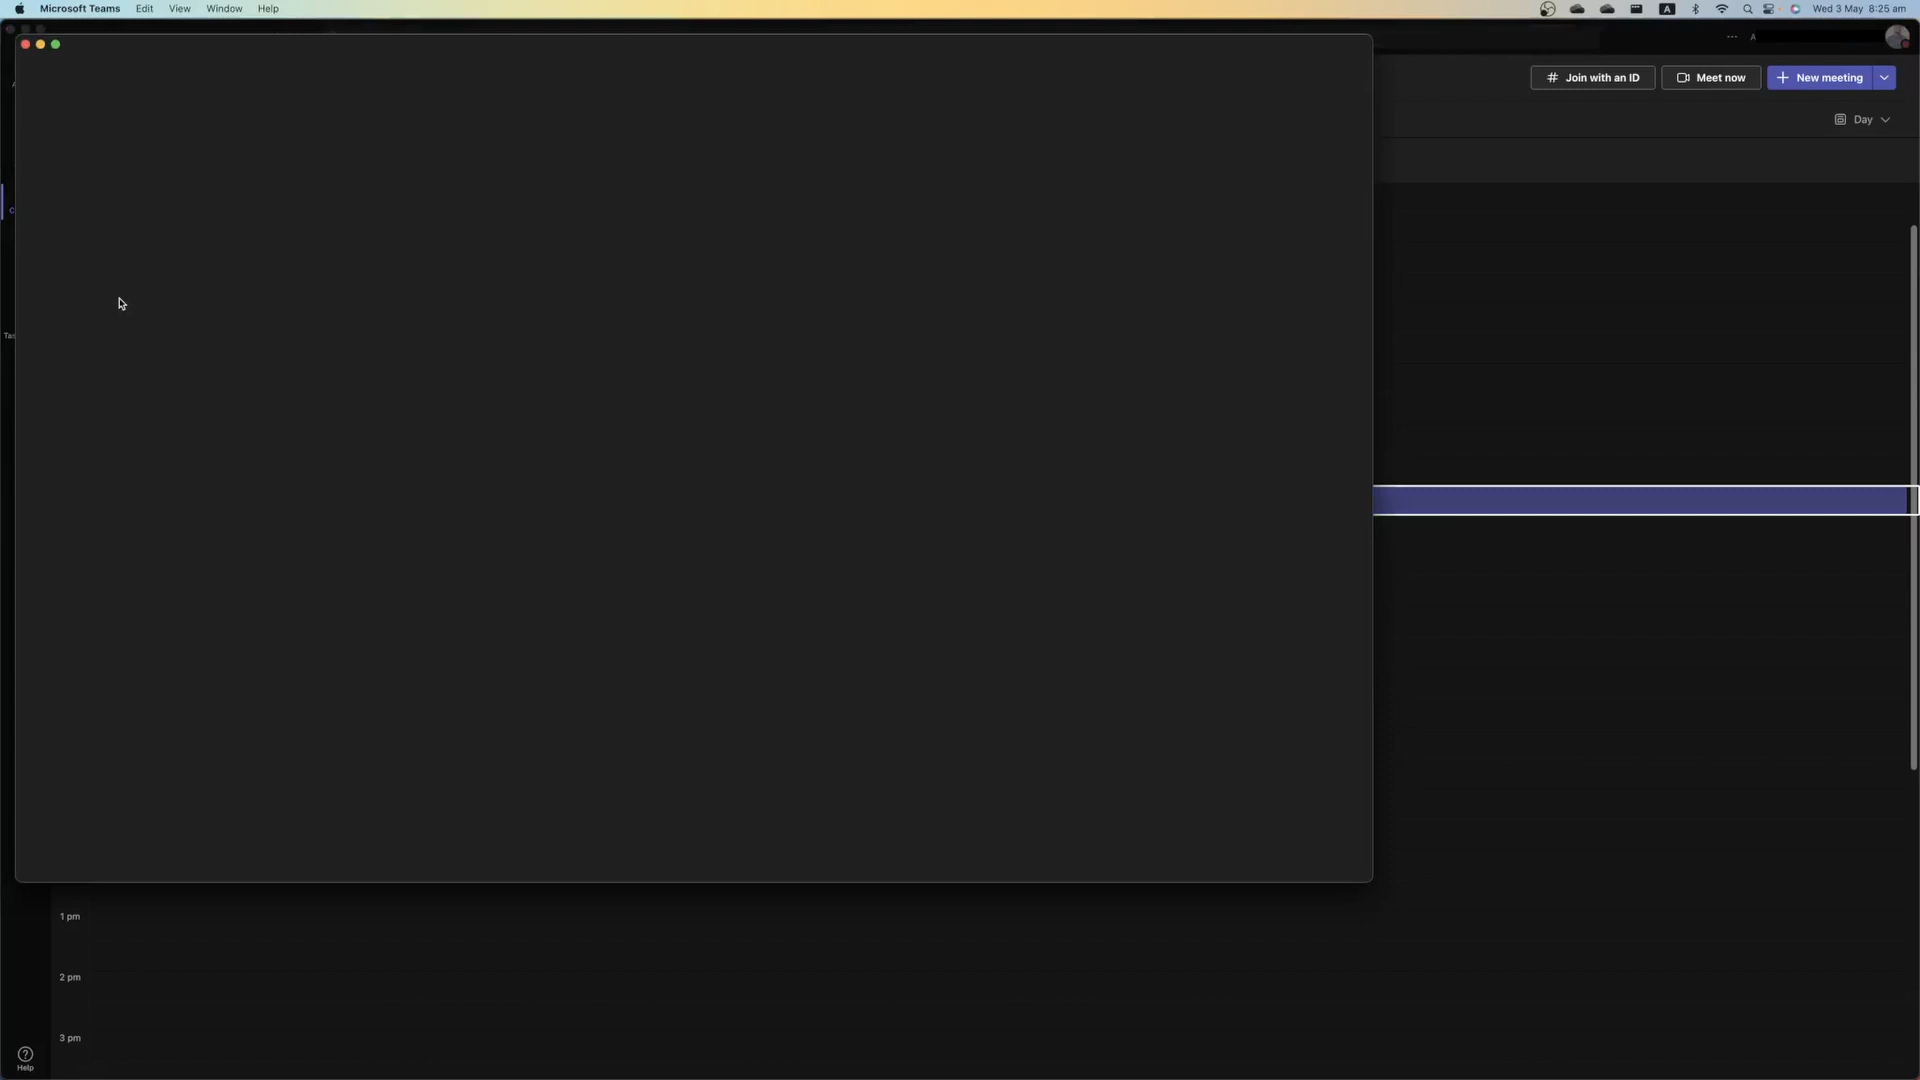 Microsoft Teams Edit View Window Help
A Wed 3 May 8:25 am
A
# Join with an ID Meet now + New meeting
Day
C
Tas
1 pm
2 pm
3 pm
Help